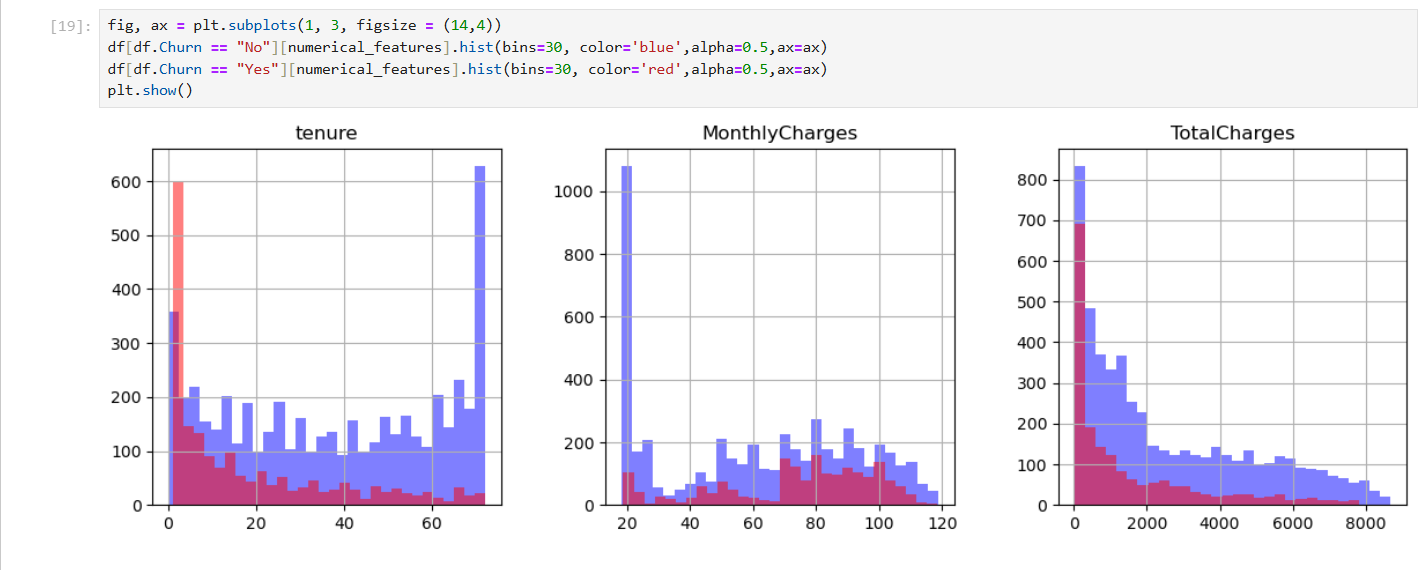 [19]: fig, ax = plt.subplots(1, 3, figsize = (14,4))
df[df.Churn == "No"][numerical_features].hist(bins=30, color='blue',alpha=0.5,ax=ax)
df[df.Churn == "Yes"][numerical_features].hist(bins=30, color='red',alpha=0.5,ax=ax)
plt.show()
tenure
600
500
400
300
200
100
0
0 20 40 60
MonthlyCharges
1000
800
600
400
200
0
20 40 60 80 100 120
TotalCharges
800
700
600
500
400
300
200
100
0
0 2000 4000 6000 8000